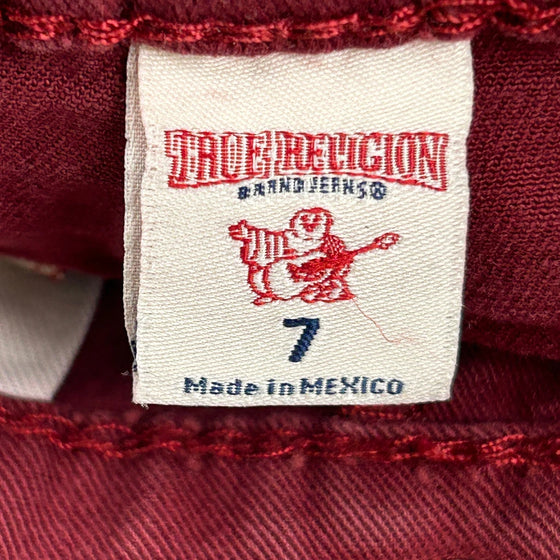 TRUE RELIGION
BRAND JEANS®
7
Made in MEXICO